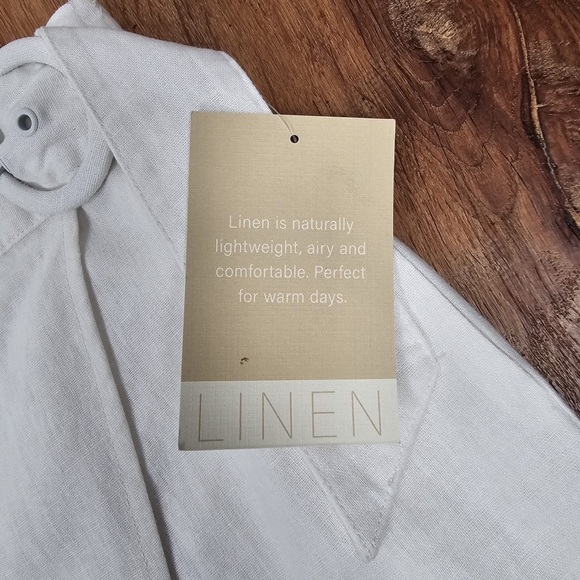 Linen is naturally
lightweight, airy and
comfortable. Perfect
for warm days.
LINEN